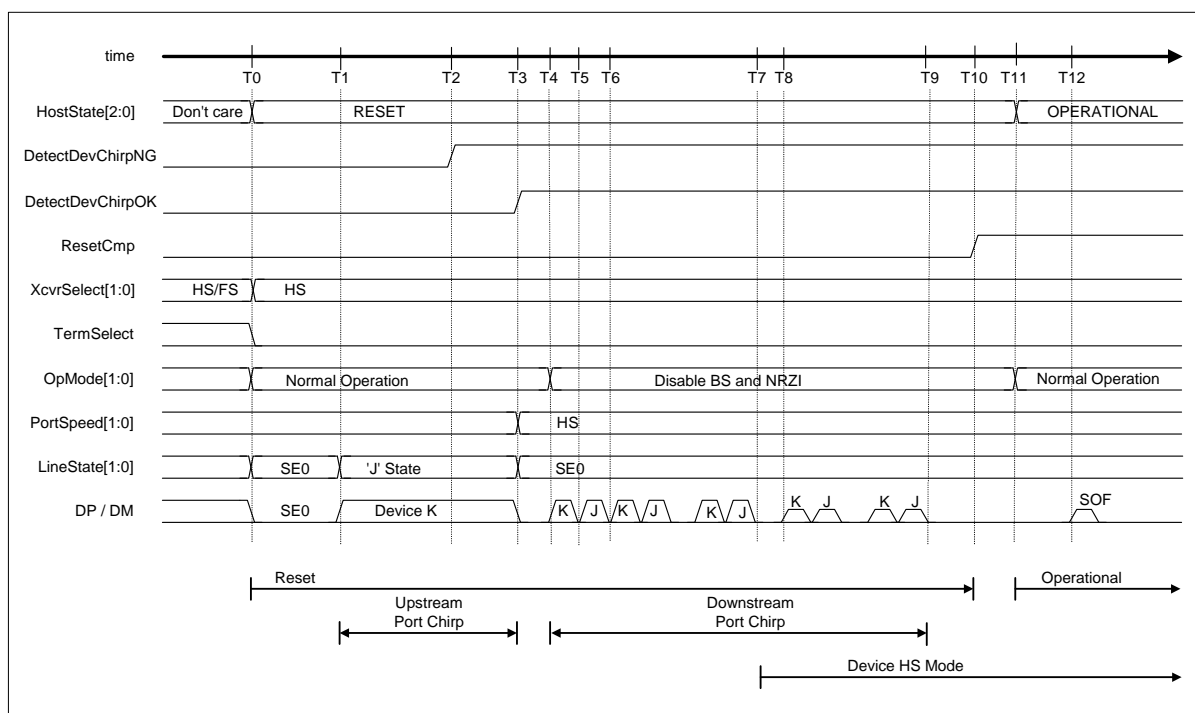 time
T0 T1 T2 T3 T4 T5 T6 T7 T8 T9 T10 T11 T12
HostState[2:0] Don't care RESET OPERATIONAL
DetectDevChirpNG
DetectDevChirpOK
ResetCmp
XcvrSelect[1:0] HS/FS HS
TermSelect
OpMode[1:0] Normal Operation Disable BS and NRZI Normal Operation
PortSpeed[1:0] HS
LineState[1:0] SE0 'J' State SE0
DP / DM SE0 Device K K J K J K J K J K J SOF
Reset Operational
Upstream Downstream
Port Chirp Port Chirp
Device HS Mode